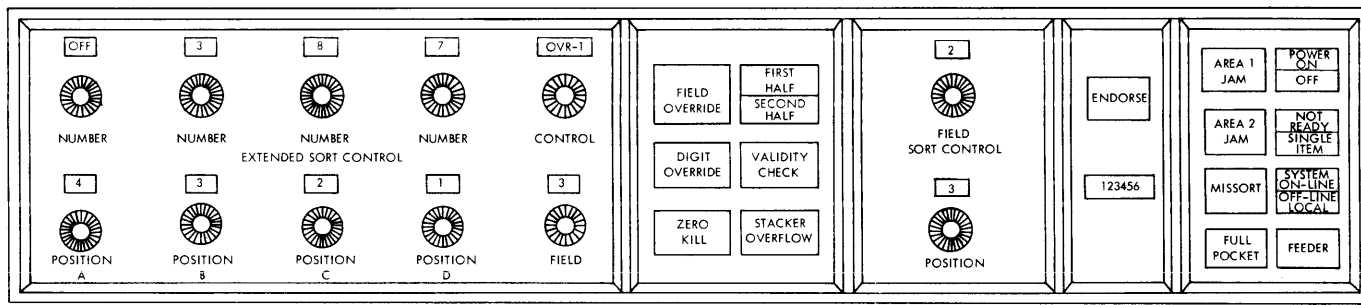 OFF 3 8 7 OVR-1
NUMBER NUMBER NUMBER NUMBER CONTROL
EXTENDED SORT CONTROL
4 3 2 1 3
POSITION POSITION POSITION POSITION FIELD
A B C D
FIELD
OVERRIDE
FIRST
HALF
SECOND
HALF
DIGIT
OVERRIDE
VALIDITY
CHECK
ZERO
KILL
STACKER
OVERFLOW
2
FIELD
SORT CONTROL
3
POSITION
ENDORSE
123456
AREA 1
JAM
POWER
ON
OFF
AREA 2
JAM
NOT
READY
SINGLE
ITEM
MISSORT
SYSTEM
ON-LINE
OFF-LINE
LOCAL
FULL
POCKET
FEEDER